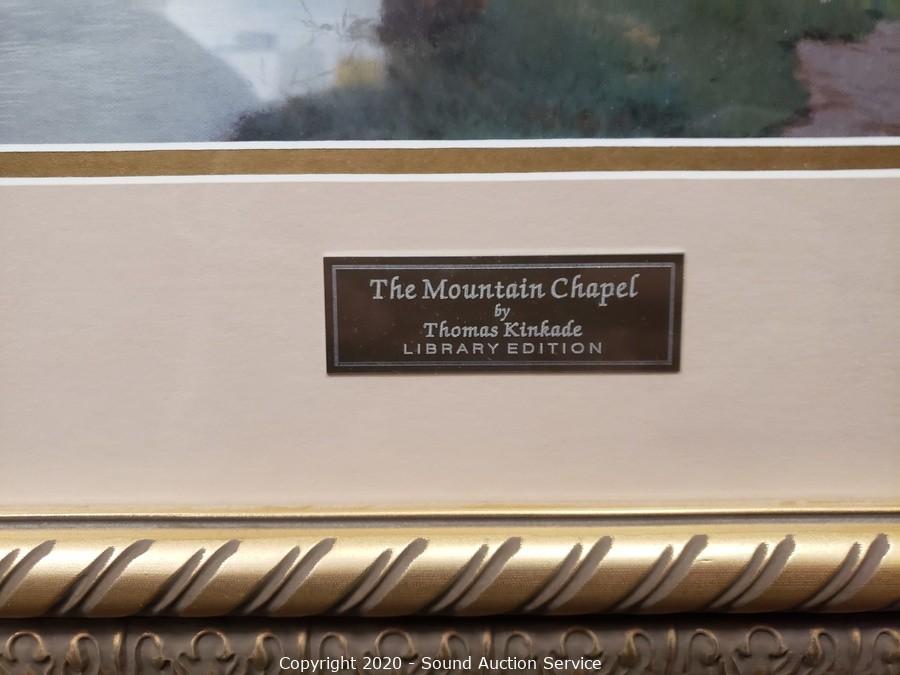 The Mountain Chapel
by
Thomas Kinkade
LIBRARY EDITION
Copyright 2020 - Sound Auction Service